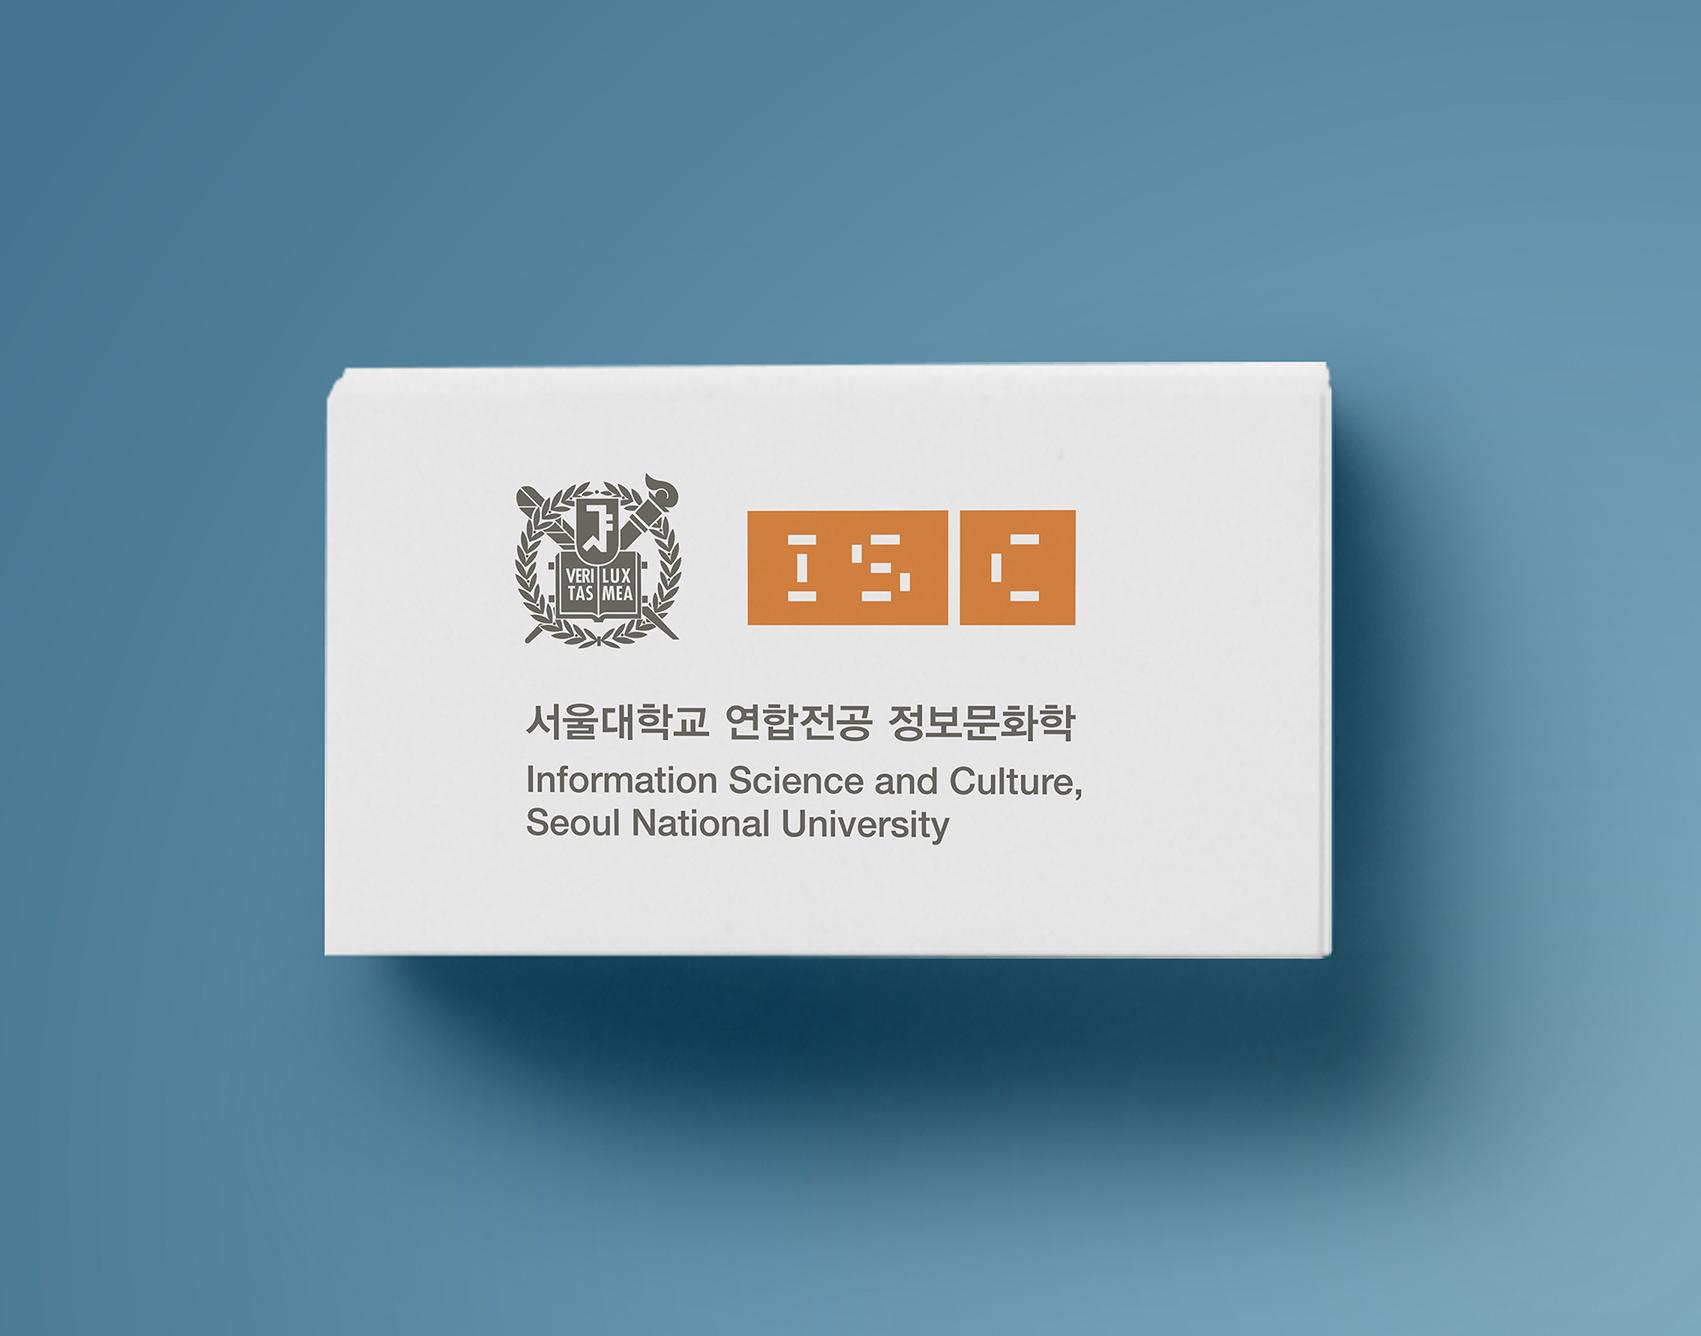 VERI LUX
TAS MEA
ISC
서울대학교 연합전공 정보문화학
Information Science and Culture,
Seoul National University